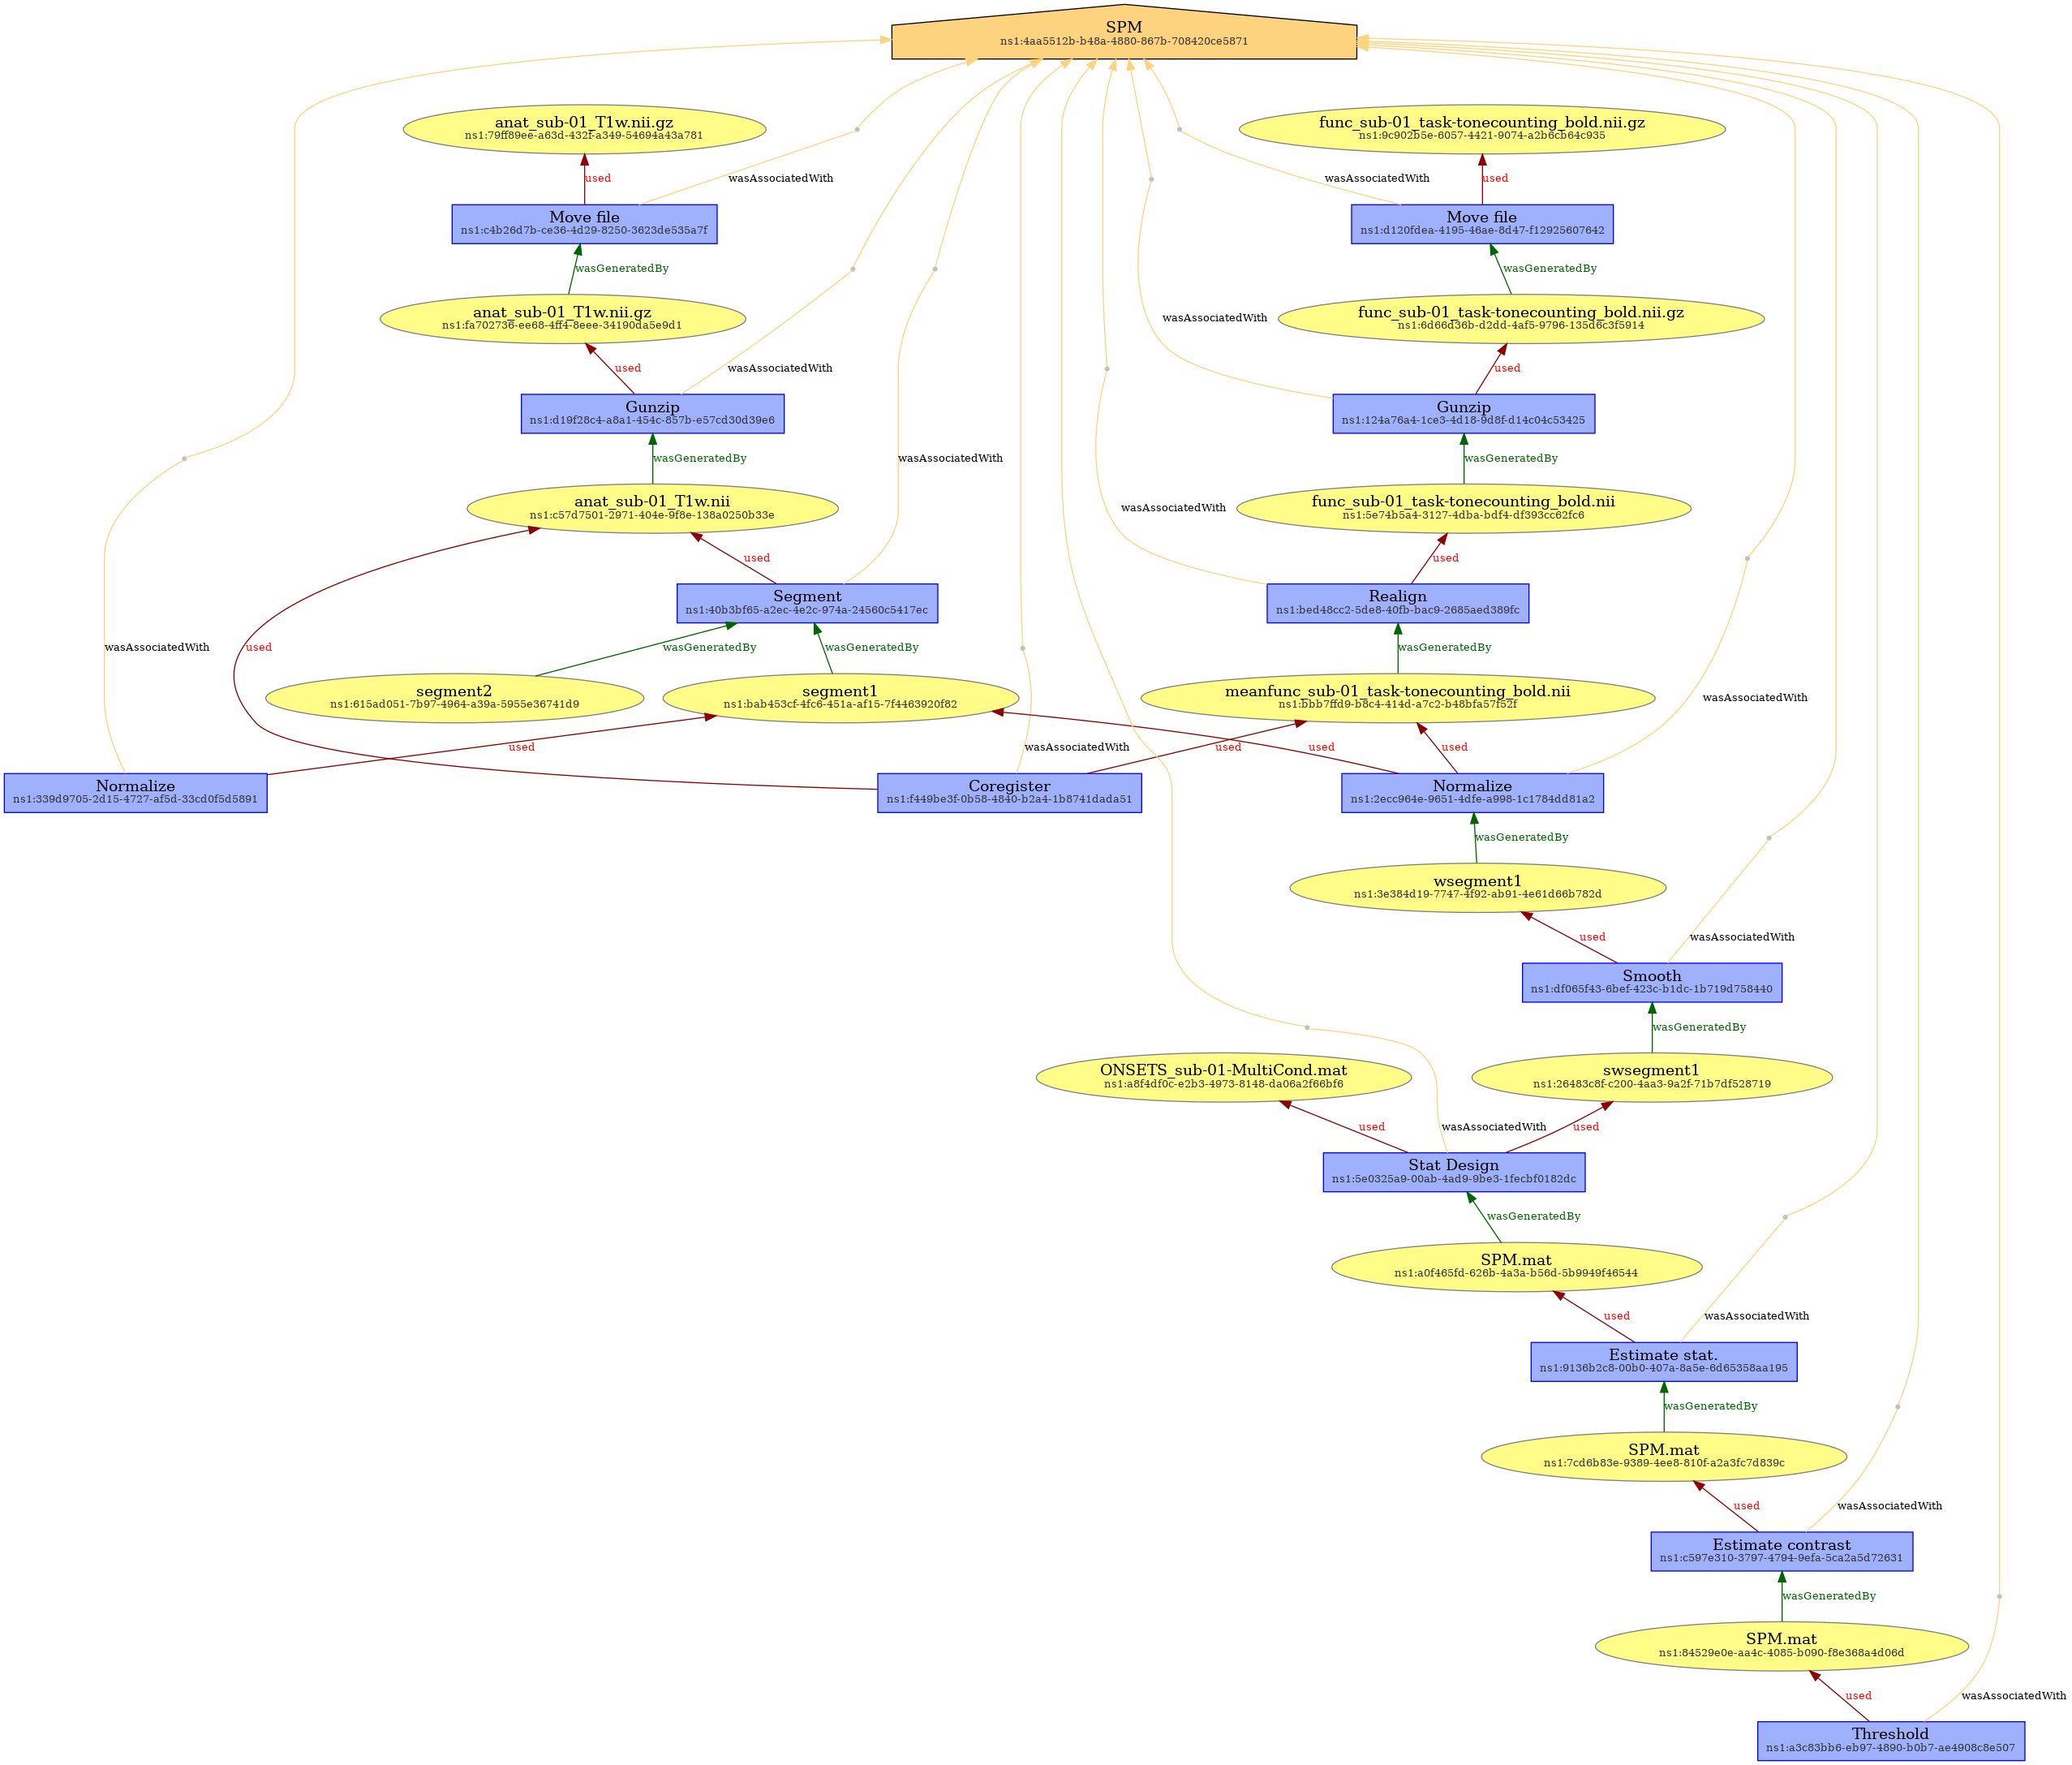 SPM
ns1:4aa5512b-b48a-4880-867b-708420ce5871
anat_sub-01_T1w.nii.gz
ns1:79ff89ee-a63d-432f-a349-54694a43a781
func_sub-01_task-tonecounting_bold.nii.gz
ns1:9c902b5e-6057-4421-9074-a2b6cb64c935
used
wasAssociatedWith
wasAssociatedWith
used
Move file
ns1:c4b26d7b-ce36-4d29-8250-3623de535a7f
Move file
ns1:d120fdea-4195-46ae-8d47-f12925607642
wasGeneratedBy
wasGeneratedBy
anat_sub-01_T1w.nii.gz
ns1:fa702736-ee68-4ff4-8eee-34190da5e9d1
func_sub-01_task-tonecounting_bold.nii.gz
ns1:6d66d36b-d2dd-4af5-9796-135d6c3f5914
wasAssociatedWith
used
wasAssociatedWith
used
Gunzip
ns1:d19f28c4-a8a1-454c-857b-e57cd30d39e6
Gunzip
ns1:124a76a4-1ce3-4d18-9d8f-d14c04c53425
wasGeneratedBy
wasAssociatedWith
wasGeneratedBy
anat_sub-01_T1w.nii
ns1:c57d7501-2971-404e-9f8e-138a0250b33e
func_sub-01_task-tonecounting_bold.nii
ns1:5e74b5a4-3127-4dba-bdf4-df393cc62fc6
wasAssociatedWith
used
used
Segment
ns1:40b3bf65-a2ec-4e2c-974a-24560c5417ec
Realign
ns1:bed48cc2-5de8-40fb-bac9-2685aed389fc
wasAssociatedWith
used
wasGeneratedBy
wasGeneratedBy
wasGeneratedBy
segment2
ns1:615ad051-7b97-4964-a39a-5955e36741d9
segment1
ns1:bab453cf-4fc6-451a-af15-7f4463920f82
meanfunc_sub-01_task-tonecounting_bold.nii
ns1:bbb7ffd9-b8c4-414d-a7c2-b48bfa57f52f
wasAssociatedWith
used
wasAssociatedWith
used
used
used
Normalize
ns1:339d9705-2d15-4727-af5d-33cd0f5d5891
Coregister
ns1:f449be3f-0b58-4840-b2a4-1b8741dada51
Normalize
ns1:2ecc964e-9651-4dfe-a998-1c1784dd81a2
wasGeneratedBy
wsegment1
ns1:3e384d19-7747-4f92-ab91-4e61d66b782d
used
wasAssociatedWith
Smooth
ns1:df065f43-6bef-423c-b1dc-1b719d758440
wasGeneratedBy
ONSETS_sub-01-MultiCond.mat
ns1:a8f4df0c-e2b3-4973-8148-da06a2f66bf6
swsegment1
ns1:26483c8f-c200-4aa3-9a2f-71b7df528719
used
wasAssociatedWith
used
Stat Design
ns1:5e0325a9-00ab-4ad9-9be3-1fecbf0182dc
wasGeneratedBy
SPM.mat
ns1:a0f465fd-626b-4a3a-b56d-5b9949f46544
used
wasAssociatedWith
Estimate stat.
ns1:9136b2c8-00b0-407a-8a5e-6d65358aa195
wasGeneratedBy
SPM.mat
ns1:7cd6b83e-9389-4ee8-810f-a2a3fc7d839c
used
wasAssociatedWith
Estimate contrast
ns1:c597e310-3797-4794-9efa-5ca2a5d72631
wasGeneratedBy
SPM.mat
ns1:84529e0e-aa4c-4085-b090-f8e368a4d06d
used
wasAssociatedWith
Threshold
ns1:a3c83bb6-eb97-4890-b0b7-ae4908c8e507